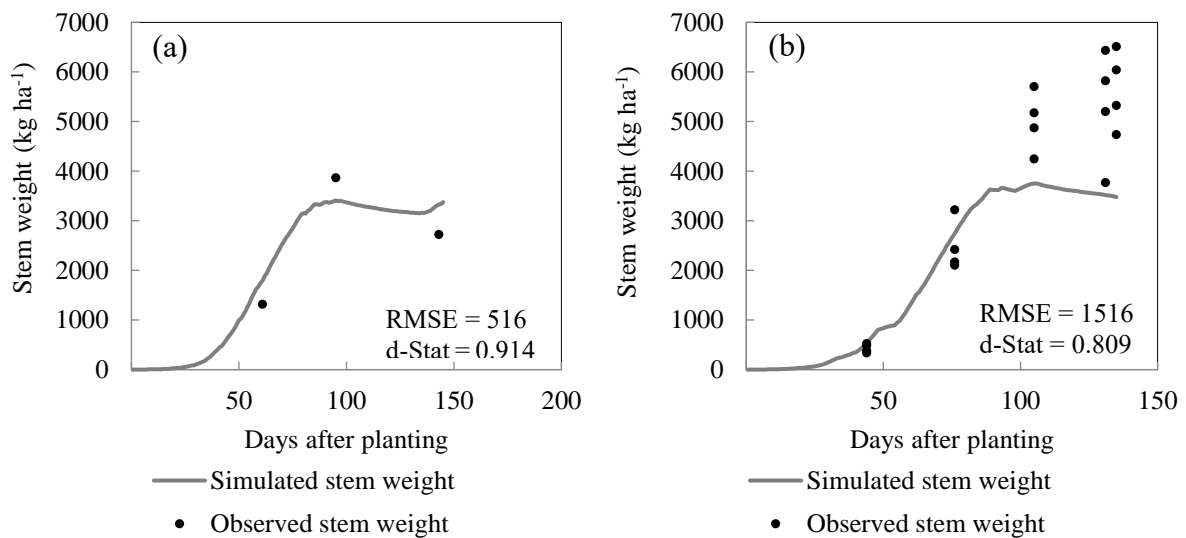 (a)
Stem weight (kg ha-1)
7000
6000
5000
4000
3000
2000
1000
0
50
100
150
200
RMSE = 516
d-Stat = 0.914
Days after planting
Simulated stem weight
Observed stem weight
(b)
Stem weight (kg ha-1)
7000
6000
5000
4000
3000
2000
1000
0
50
100
150
RMSE = 1516
d-Stat = 0.809
Days after planting
Simulated stem weight
Observed stem weight